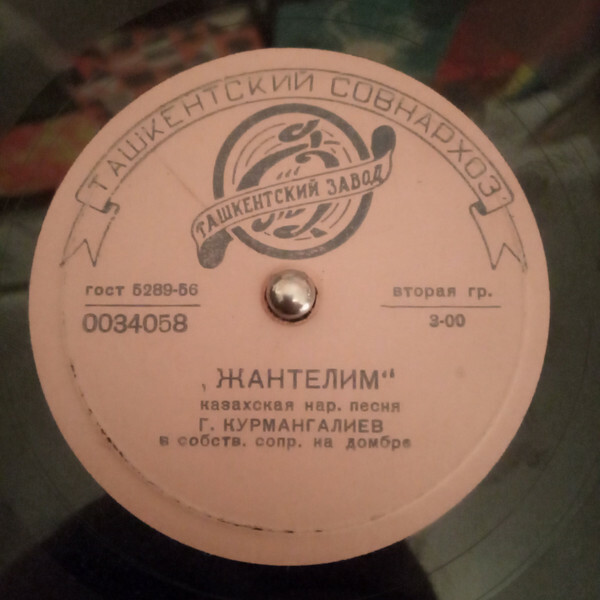 ТАШКЕНТСКИЙ СОВНАРХОЗ
ТАШКЕНТСКИЙ ЗАВОД
гост 5289-56
0034058
вторая гр.
3-00
„ЖАНТЕЛИМ“
казахская нар. песня
Г. КУРМАНГАЛИЕВ
в собств. сопр. на домбре